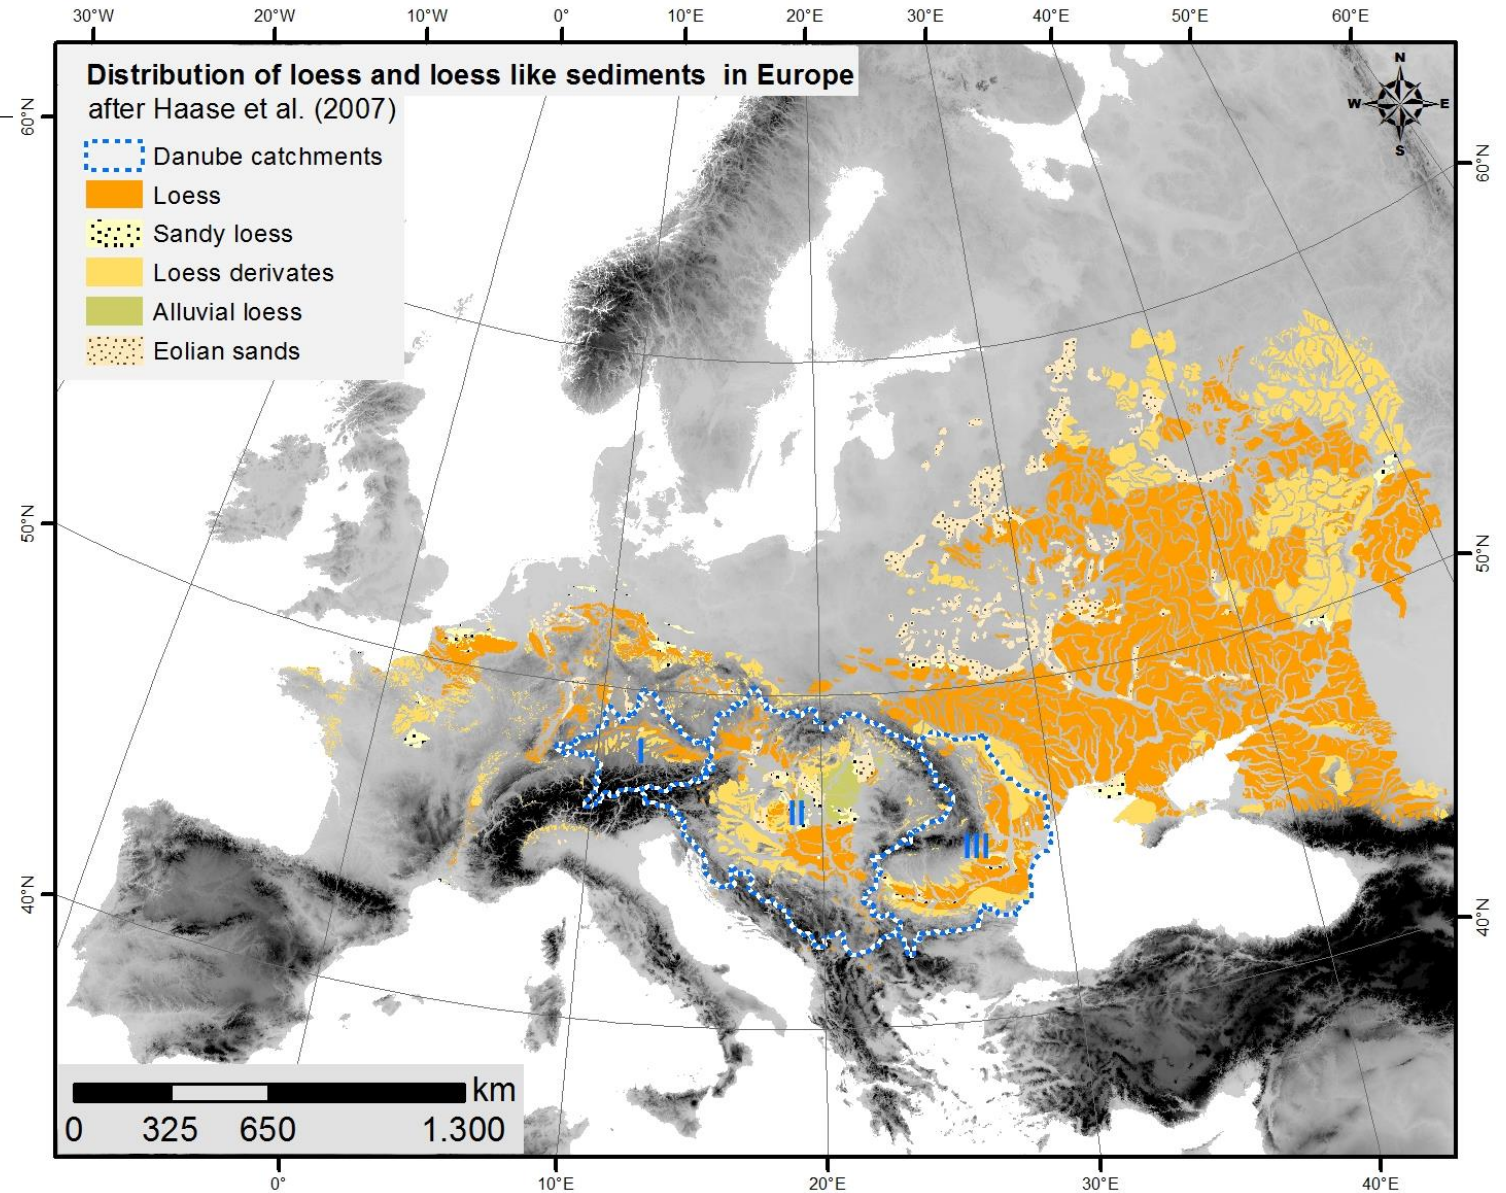 30°W 20°W 10°W 0° 10°E 20°E 30°E 40°E 50°E 60°E
Distribution of loess and loess like sediments in Europe
after Haase et al. (2007)
Danube catchments
Loess
Sandy loess
Loess derivates
Alluvial loess
Eolian sands
N
W E
S
60°N
60°N
50°N
50°N
40°N
40°N
I
II
III
km
0 325 650 1.300
0° 10°E 20°E 30°E 40°E